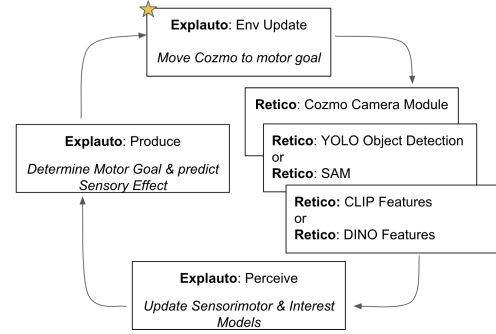 Explauto: Env Update
Move Cozmo to motor goal
Retico: Cozmo Camera Module
Retico: YOLO Object Detection
or
Retico: SAM
Retico: CLIP Features
or
Retico: DINO Features
Explauto: Produce
Determine Motor Goal & predict
Sensory Effect
Explauto: Perceive
Update Sensorimotor & Interest
Models